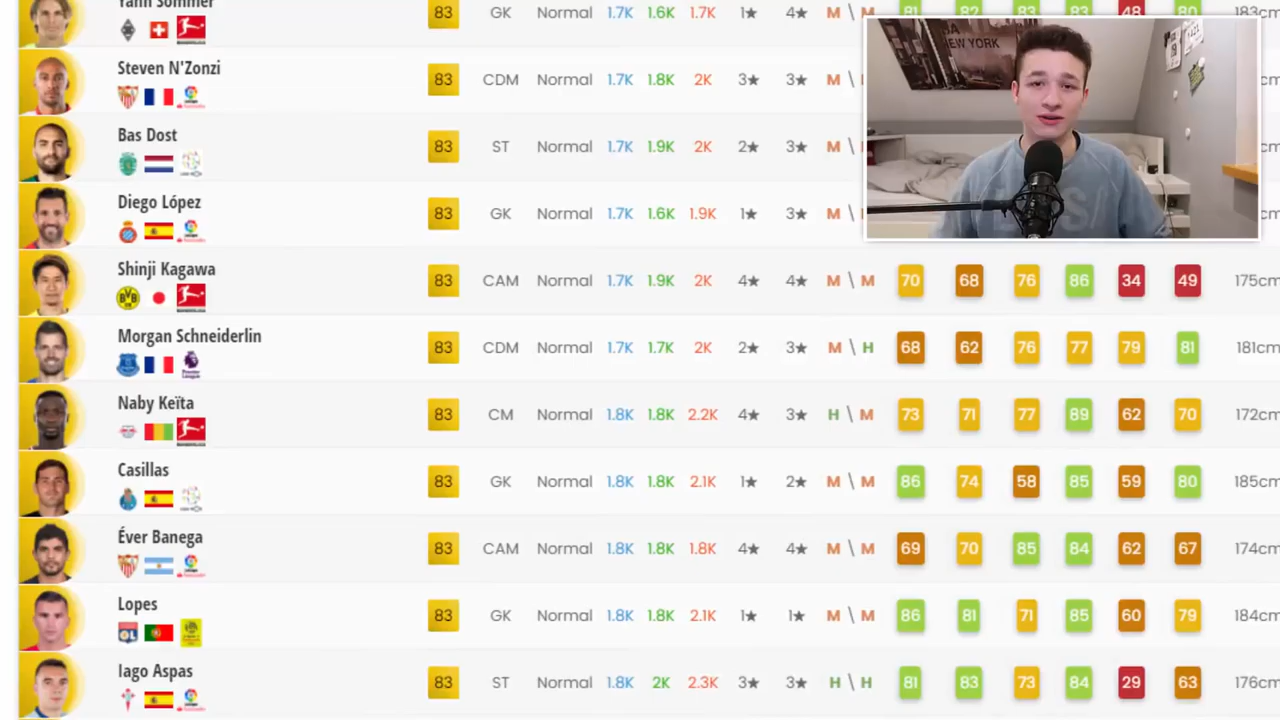 Yann Sommer 83 GK Normal 1.7K 1.6K 1.7K 1★ 4★ M \ M 81 82 83 83 48 80 183cm
NEW YORK
Steven N'Zonzi 83 CDM Normal 1.7K 1.8K 2K 3★ 3★ M \
Bas Dost 83 ST Normal 1.7K 1.9K 2K 2★ 3★ M \
Diego López 83 GK Normal 1.7K 1.6K 1.9K 1★ 3★ M \
Shinji Kagawa 83 CAM Normal 1.7K 1.9K 2K 4★ 4★ M \ M 70 68 76 86 34 49 175cm
Morgan Schneiderlin 83 CDM Normal 1.7K 1.7K 2K 2★ 3★ M \ H 68 62 76 77 79 81 181cm
Naby Keïta 83 CM Normal 1.8K 1.8K 2.2K 4★ 3★ H \ M 73 71 77 89 62 70 172cm
Casillas 83 GK Normal 1.8K 1.8K 2.1K 1★ 2★ M \ M 86 74 58 85 59 80 185cm
Éver Banega 83 CAM Normal 1.8K 1.8K 1.8K 4★ 4★ M \ M 69 70 85 84 62 67 174cm
Lopes 83 GK Normal 1.8K 1.8K 2.1K 1★ 1★ M \ M 86 81 71 85 60 79 184cm
Iago Aspas 83 ST Normal 1.8K 2K 2.3K 3★ 3★ H \ H 81 83 73 84 29 63 176cm